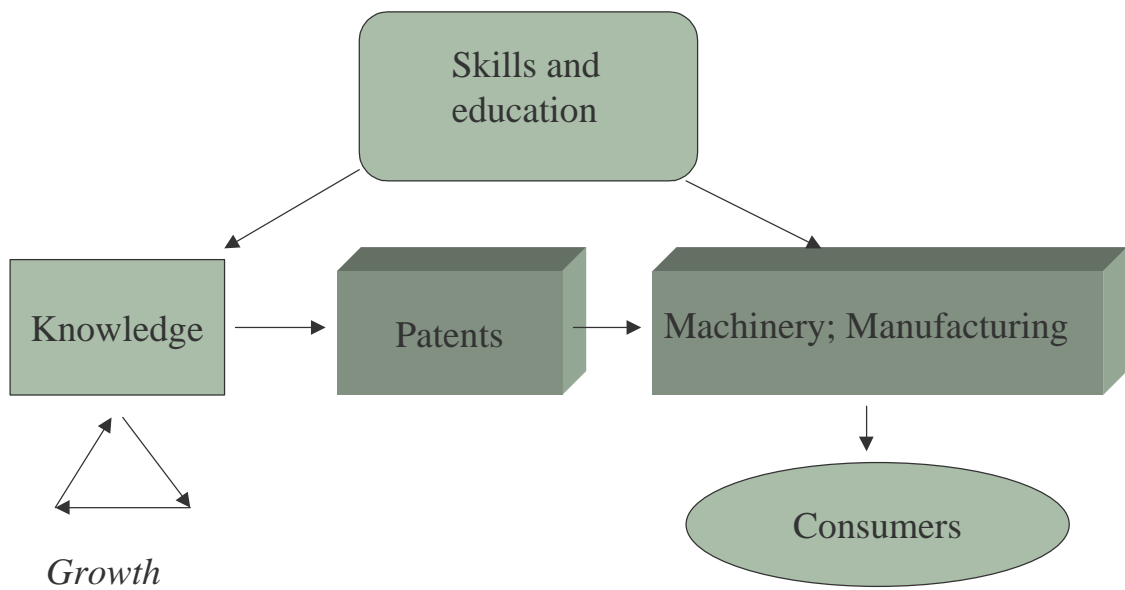 Skills and
education
Knowledge
Patents
Machinery; Manufacturing
Consumers
Growth